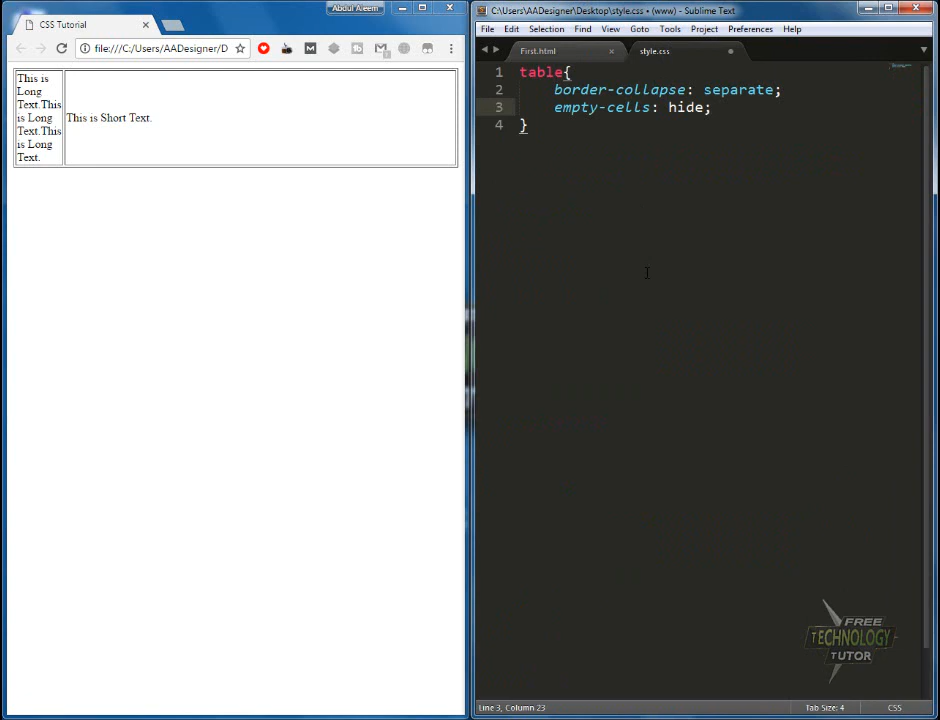 Abdul Aleem
CSS Tutorial
file:///C:/Users/AADesigner/D
This is
Long
Text.This
is Long
Text.This
is Long
Text.
This is Short Text.
C:\Users\AADesigner\Desktop\style.css • (www) - Sublime Text
File Edit Selection Find View Goto Tools Project Preferences Help
First.html
style.css
1 table{
2 border-collapse: separate;
3 empty-cells: hide;
4 }
FREE
TECHNOLOGY
TUTOR
Line 3, Column 23
Tab Size: 4
CSS